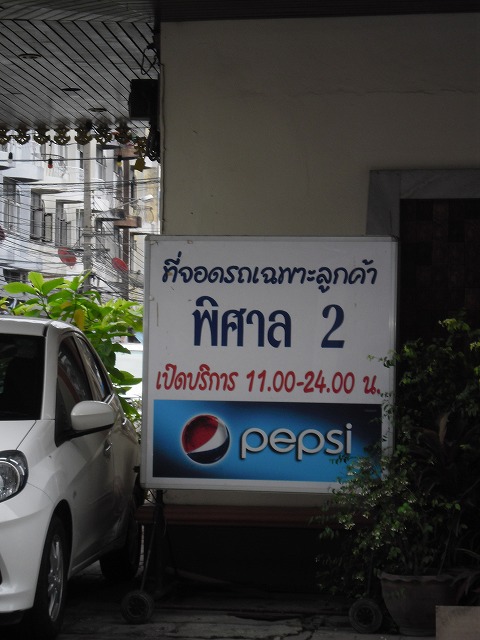 ที่จอดรถเฉพาะลูกค้า
พิศาล 2
เปิดบริการ 11.00-24.00 น.
pepsi